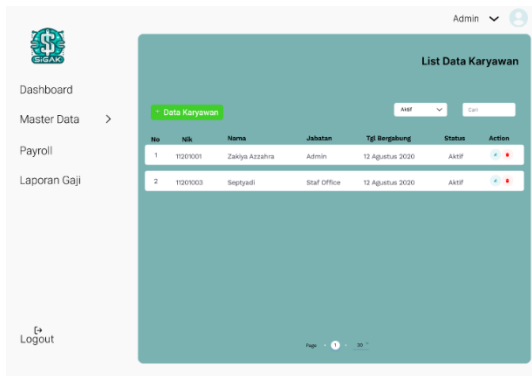 Admin
SiGAK
List Data Karyawan
Dashboard
Master Data >
Payroll
Laporan Gaji
+ Data Karyawan
Aktif
Cari
No Nik Nama Jabatan Tgl Bergabung Status Action
1 11201001 Zakiya Azzahra Admin 12 Agustus 2020 Aktif
2 11201003 Septyadi Staf Office 12 Agustus 2020 Aktif
Logout
Page 1 20